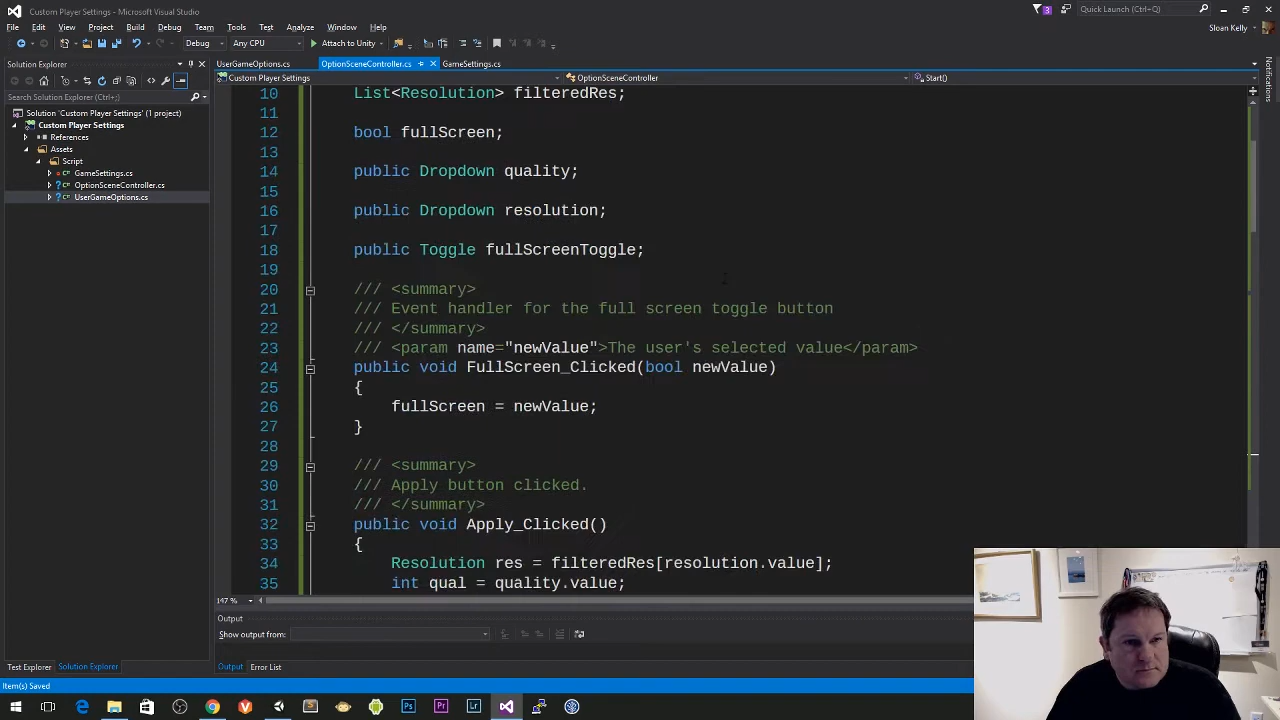 Custom Player Settings - Microsoft Visual Studio
3
Quick Launch (Ctrl+Q)
File Edit View Project Build Debug Team Tools Test Analyze Window Help
Sloan Kelly
Debug Any CPU Attach to Unity
Solution Explorer
UserGameOptions.cs OptionSceneController.cs GameSettings.cs
Custom Player Settings OptionSceneController Start()
Notifications
Search Solution Explorer (Ctrl+;)
Solution 'Custom Player Settings' (1 project)
Custom Player Settings
References
Assets
Script
GameSettings.cs
OptionSceneController.cs
UserGameOptions.cs
10 List<Resolution> filteredRes;
11
12 bool fullScreen;
13
14 public Dropdown quality;
15
16 public Dropdown resolution;
17
18 public Toggle fullScreenToggle;
19
20 /// <summary>
21 /// Event handler for the full screen toggle button
22 /// </summary>
23 /// <param name="newValue">The user's selected value</param>
24 public void FullScreen_Clicked(bool newValue)
25 {
26 fullScreen = newValue;
27 }
28
29 /// <summary>
30 /// Apply button clicked.
31 /// </summary>
32 public void Apply_Clicked()
33 {
34 Resolution res = filteredRes[resolution.value];
35 int qual = quality.value;
147 %
Output
Show output from:
Test Explorer Solution Explorer
Output Error List
Item(s) Saved
Ps Pr Lr